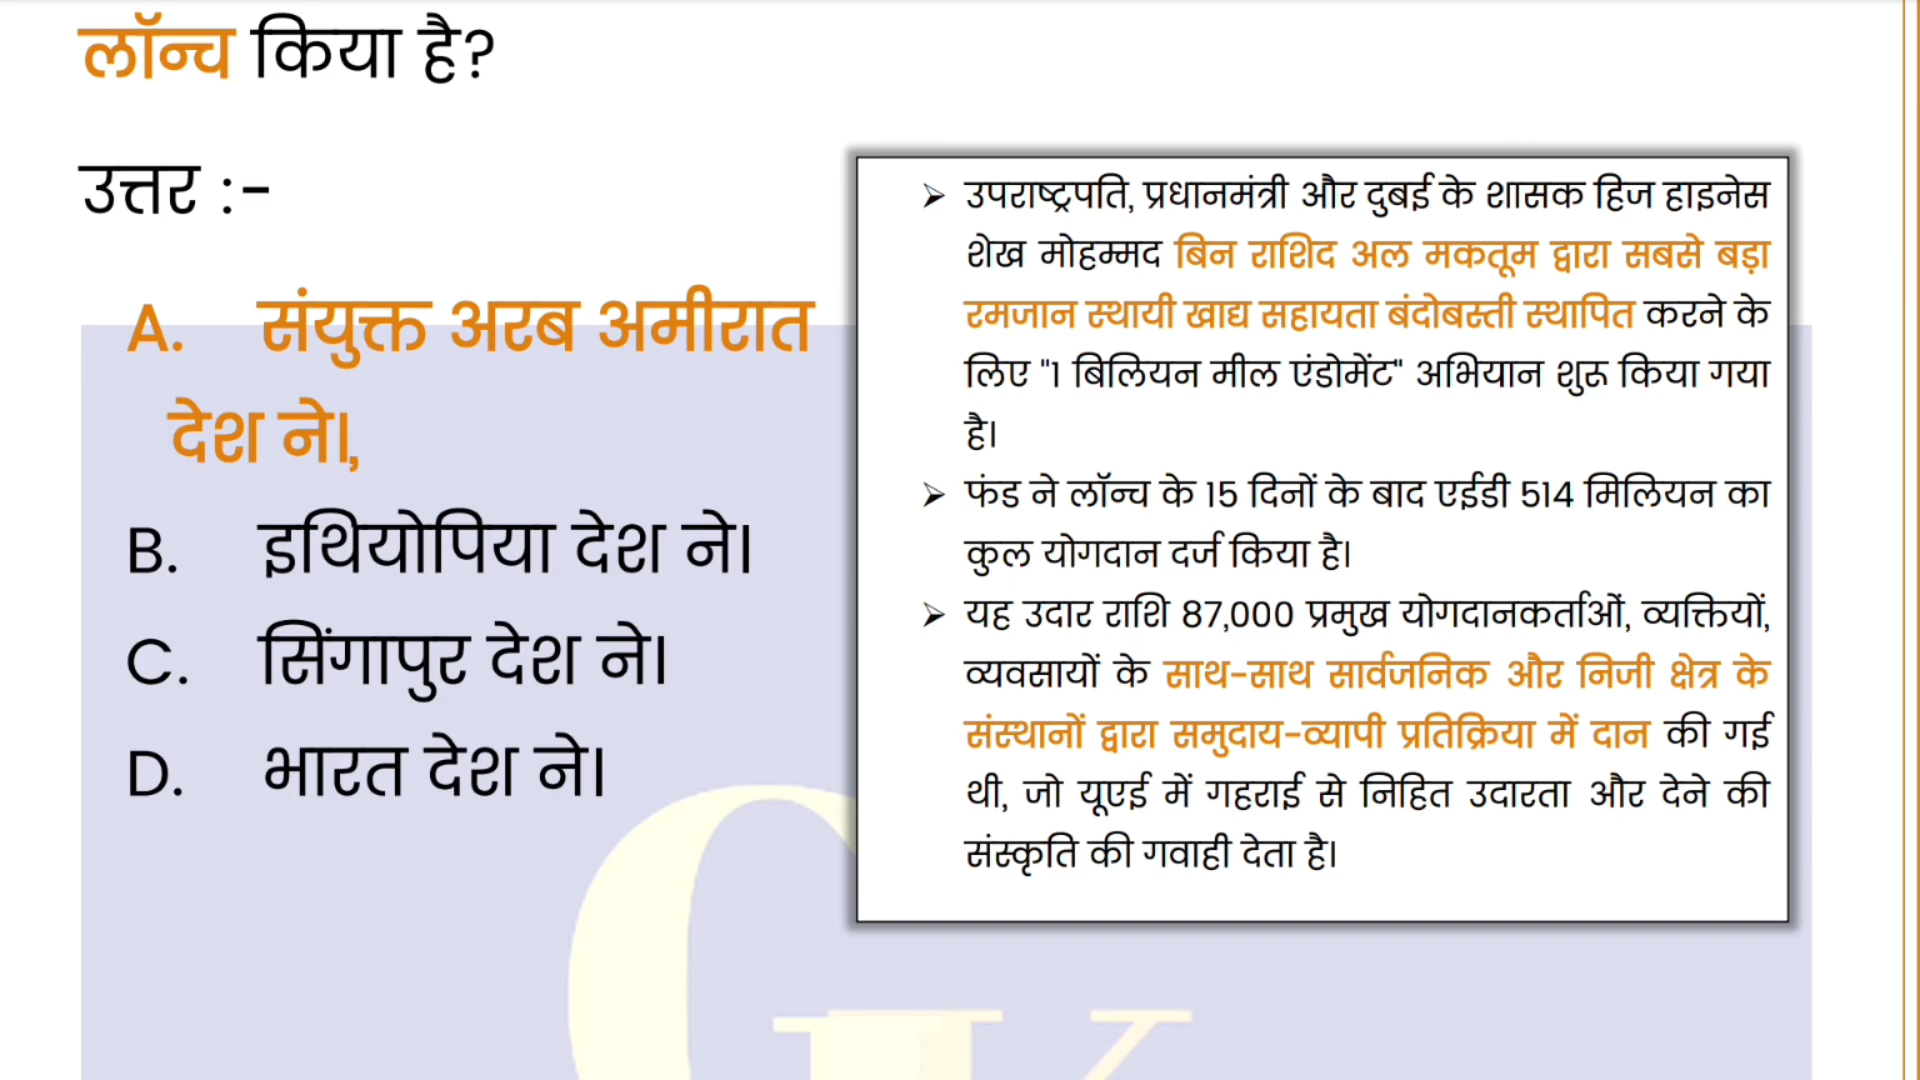 लॉन्च किया है?
उत्तर :-
A. संयुक्त अरब अमीरात
देश ने।,
B. इथियोपिया देश ने।
C. सिंगापुर देश ने।
D. भारत देश ने।
➢ उपराष्ट्रपति, प्रधानमंत्री और दुबई के शासक हिज हाइनेस
शेख मोहम्मद बिन राशिद अल मकतूम द्वारा सबसे बड़ा
रमजान स्थायी खाद्य सहायता बंदोबस्ती स्थापित करने के
लिए "1 बिलियन मील एंडोमेंट" अभियान शुरू किया गया
है।
➢ फंड ने लॉन्च के 15 दिनों के बाद एईडी 514 मिलियन का
कुल योगदान दर्ज किया है।
➢ यह उदार राशि 87,000 प्रमुख योगदानकर्ताओं, व्यक्तियों,
व्यवसायों के साथ-साथ सार्वजनिक और निजी क्षेत्र के
संस्थानों द्वारा समुदाय-व्यापी प्रतिक्रिया में दान की गई
थी, जो यूएई में गहराई से निहित उदारता और देने की
संस्कृति की गवाही देता है।